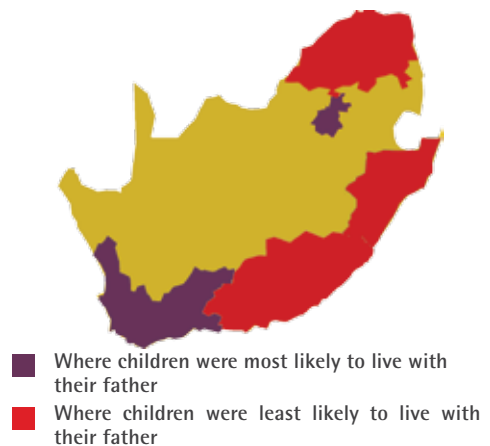 Where children were most likely to live with
their father
Where children were least likely to live with
their father